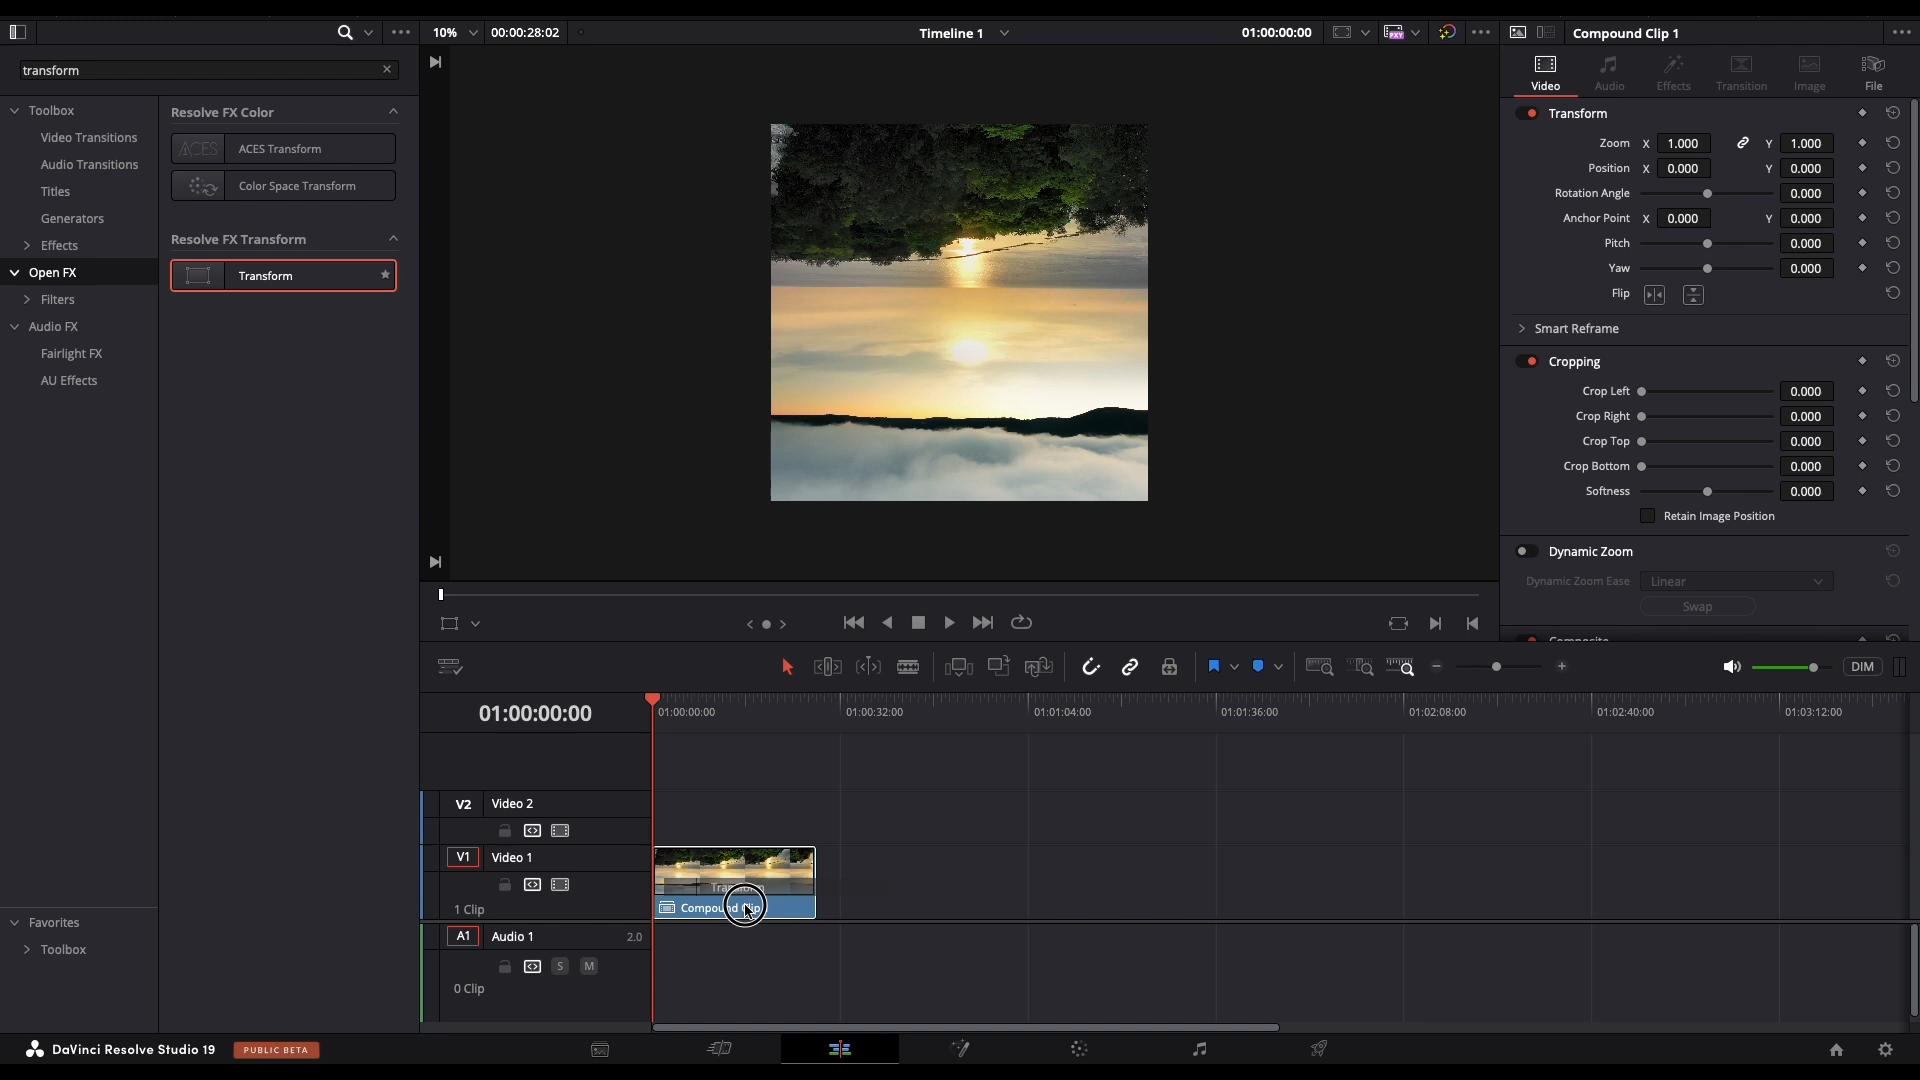 10%
00:00:28:02
Timeline 1
01:00:00:00
PXY
Compound Clip 1
transform
Video
Audio
Effects
Transition
Image
File
Toolbox
Video Transitions
Audio Transitions
Titles
Generators
Effects
Open FX
Filters
Audio FX
Fairlight FX
AU Effects
Favorites
Toolbox
Resolve FX Color
ACES
ACES Transform
Color Space Transform
Resolve FX Transform
Transform
Transform
Zoom X 1.000 Y 1.000
Position X 0.000 Y 0.000
Rotation Angle 0.000
Anchor Point X 0.000 Y 0.000
Pitch 0.000
Yaw 0.000
Flip
Smart Reframe
Cropping
Crop Left 0.000
Crop Right 0.000
Crop Top 0.000
Crop Bottom 0.000
Softness 0.000
Retain Image Position
Dynamic Zoom
Dynamic Zoom Ease Linear
Swap
Composite
DIM
01:00:00:00
01:00:00:00
01:00:32:00
01:01:04:00
01:01:36:00
01:02:08:00
01:02:40:00
01:03:12:00
V2 Video 2
V1 Video 1
1 Clip
Transform
Compound Clip
A1 Audio 1 2.0
S M
0 Clip
DaVinci Resolve Studio 19
PUBLIC BETA